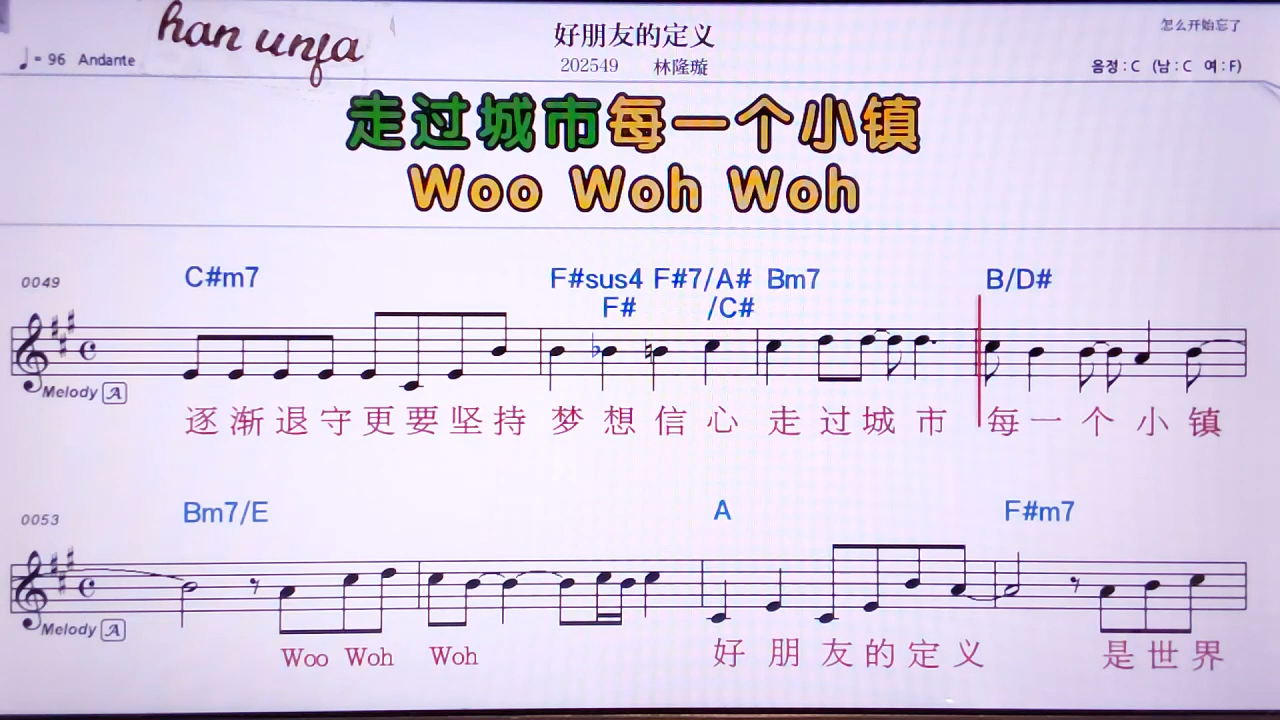 han unfa
好朋友的定义
怎么开始忘了
♩= 96 Andante
202549 林隆璇
음정 : C (남 : C 여 : F)
走过城市每一个小镇
Woo Woh Woh
0049 C#m7 F#sus4 F#7/A# Bm7 B/D#
F# /C#
Melody A
逐渐退守更要坚持 梦想信心 走过城市 每一个小镇
0053 Bm7/E A F#m7
Melody A
Woo Woh Woh 好朋友的定义 是世界